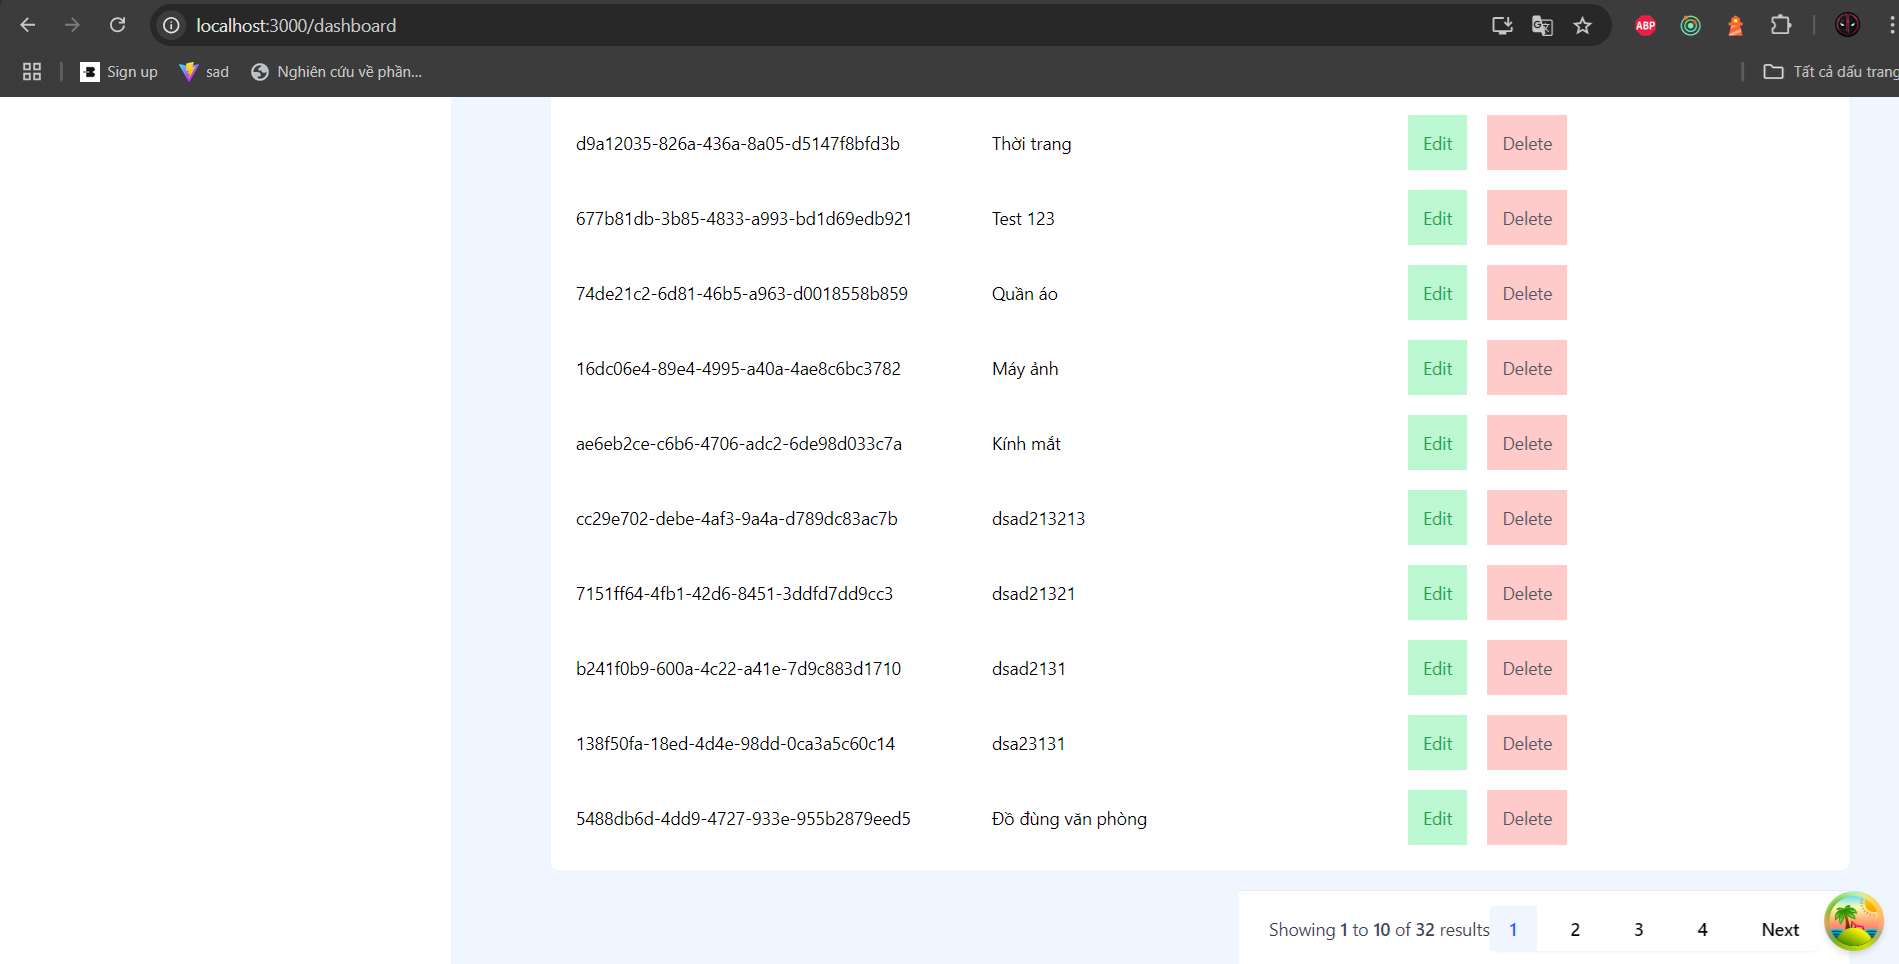 localhost:3000/dashboard
ABP
Sign up sad Nghiên cứu về phần... Tất cả dấu trang
d9a12035-826a-436a-8a05-d5147f8bfd3b Thời trang Edit Delete
677b81db-3b85-4833-a993-bd1d69edb921 Test 123 Edit Delete
74de21c2-6d81-46b5-a963-d0018558b859 Quần áo Edit Delete
16dc06e4-89e4-4995-a40a-4ae8c6bc3782 Máy ảnh Edit Delete
ae6eb2ce-c6b6-4706-adc2-6de98d033c7a Kính mắt Edit Delete
cc29e702-debe-4af3-9a4a-d789dc83ac7b dsad213213 Edit Delete
7151ff64-4fb1-42d6-8451-3ddfd7dd9cc3 dsad21321 Edit Delete
b241f0b9-600a-4c22-a41e-7d9c883d1710 dsad2131 Edit Delete
138f50fa-18ed-4d4e-98dd-0ca3a5c60c14 dsa23131 Edit Delete
5488db6d-4dd9-4727-933e-955b2879eed5 Đồ đùng văn phòng Edit Delete
Showing 1 to 10 of 32 results 1 2 3 4 Next